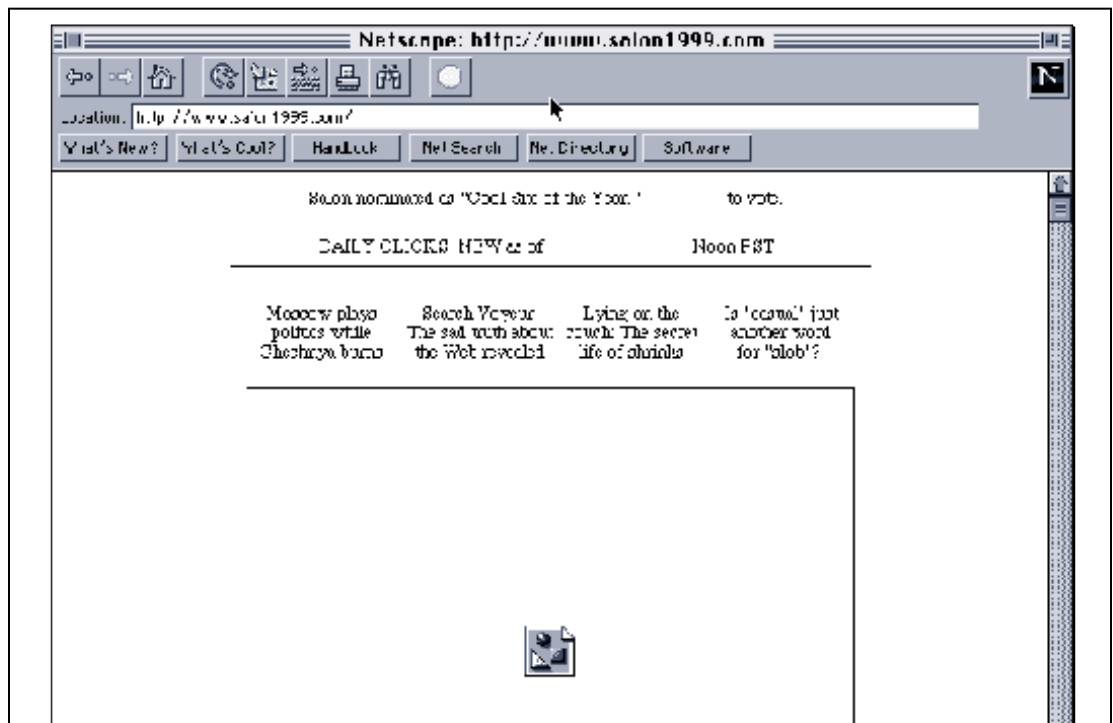 Netscape: http://www.salon1999.com
Location: http://www.salon1999.com/
What's New? What's Cool? Handbook Net Search Net Directory Software
Salon nominated as "Cool Site of the Year." to vote.
DAILY CLICKS: NEW as of Noon PST
Moscow plays politics while Chechnya burns
Search Voyeur The sad truth about the Web revealed
Lying on the couch: The secret life of shrinks
Is "casual" just another word for "slob"?
N